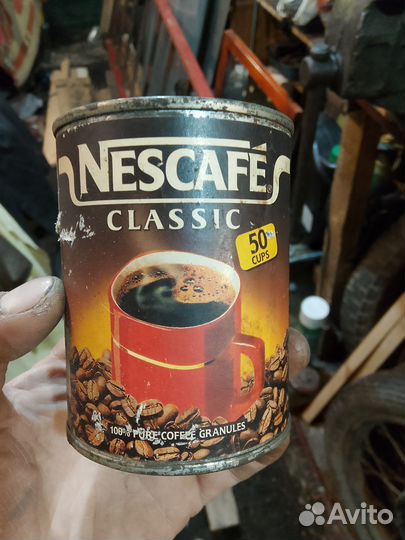 NESCAFÉ®
CLASSIC
50
CUPS
100% PURE COFFEE GRANULES
Avito